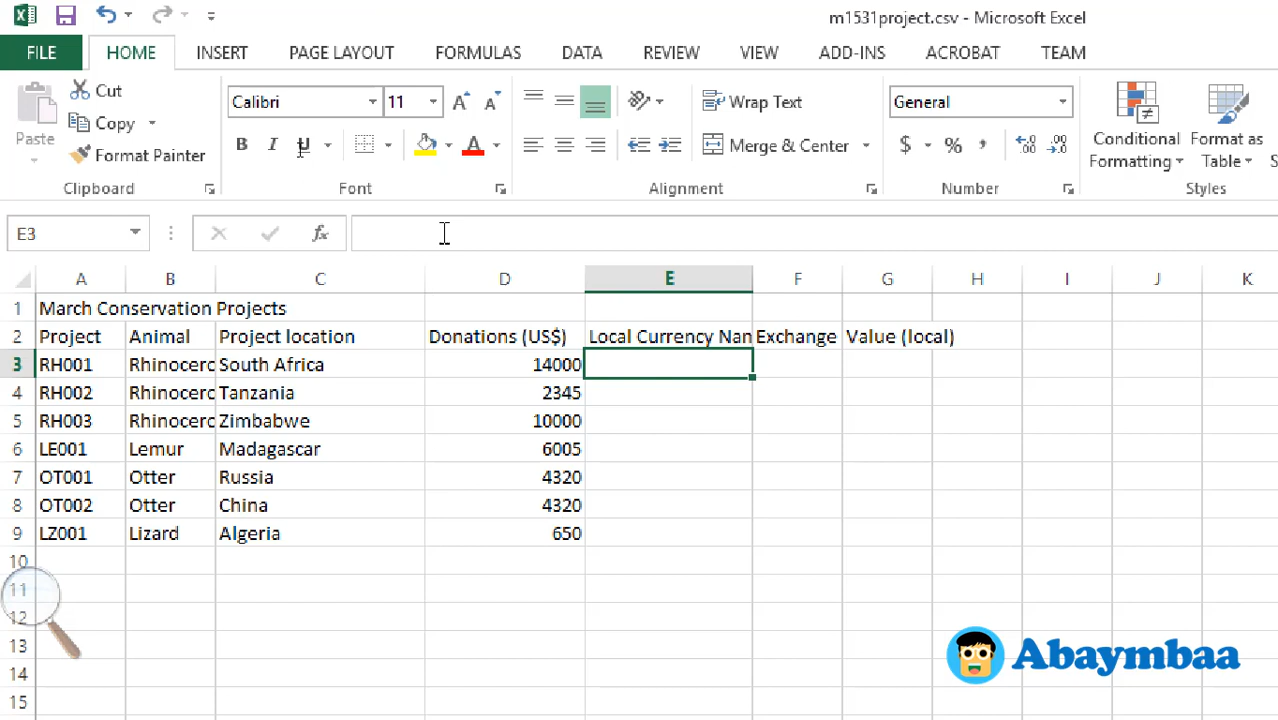 m1531project.csv - Microsoft Excel
FILE HOME INSERT PAGE LAYOUT FORMULAS DATA REVIEW VIEW ADD-INS ACROBAT TEAM
Paste
Cut
Copy
Format Painter
Clipboard
Calibri 11
B I U
A A
Font
Wrap Text
Merge & Center
Alignment
General
$ % , .00 .00
Number
Conditional Formatting
Format as Table
Styles
E3 fx
A B C D E F G H I J K
1 March Conservation Projects
2 Project Animal Project location Donations (US$) Local Currency Nan Exchange Value (local)
3 RH001 Rhinocero South Africa 14000
4 RH002 Rhinocero Tanzania 2345
5 RH003 Rhinocero Zimbabwe 10000
6 LE001 Lemur Madagascar 6005
7 OT001 Otter Russia 4320
8 OT002 Otter China 4320
9 LZ001 Lizard Algeria 650
10
11
12
13
14
15
Abaymbaa